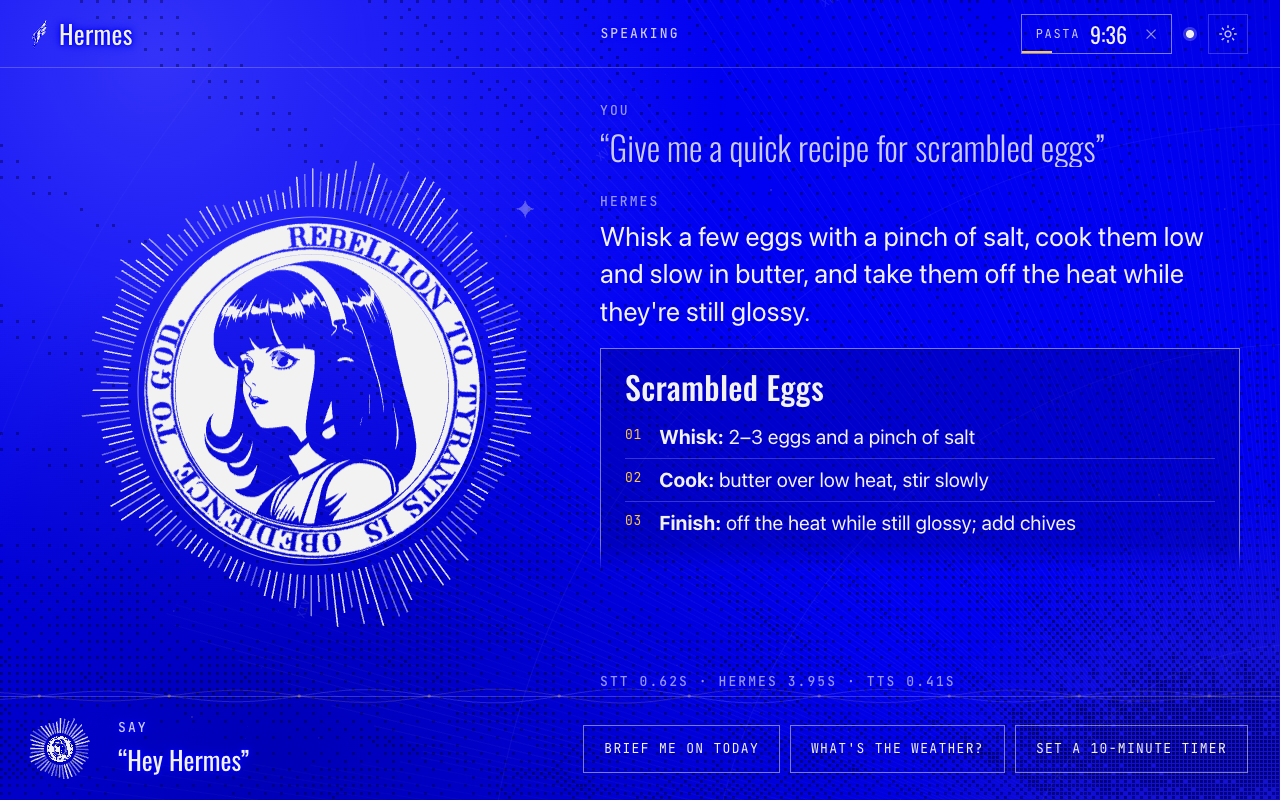 Hermes
SPEAKING
PASTA 9:36
YOU
“Give me a quick recipe for scrambled eggs”
HERMES
Whisk a few eggs with a pinch of salt, cook them low
and slow in butter, and take them off the heat while
they're still glossy.
REBELLION TO TYRANTS IS OBEDIENCE TO GOD.
Scrambled Eggs
01 Whisk: 2–3 eggs and a pinch of salt
02 Cook: butter over low heat, stir slowly
03 Finish: off the heat while still glossy; add chives
STT 0.62S · HERMES 3.95S · TTS 0.41S
SAY
“Hey Hermes”
BRIEF ME ON TODAY
WHAT'S THE WEATHER?
SET A 10-MINUTE TIMER